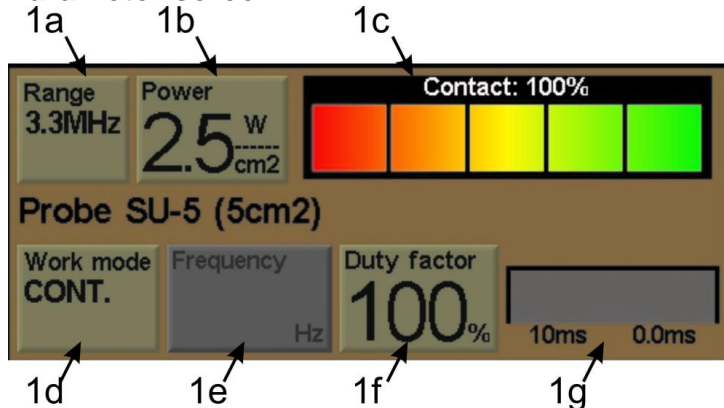 1a 1b 1c
Contact: 100%
Range
3.3MHz
Power
2.5 W
cm2
Probe SU-5 (5cm2)
Work mode
CONT.
Frequency
Hz
Duty factor
100%
10ms 0.0ms
1d 1e 1f 1g